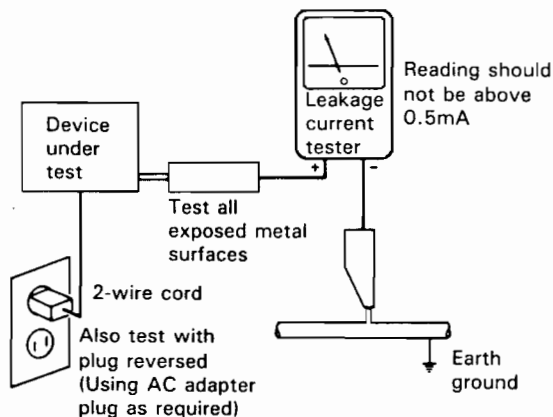 Reading should
not be above
0.5mA
Leakage
current
tester
+ -
Device
under
test
Test all
exposed metal
surfaces
2-wire cord
Also test with
plug reversed
(Using AC adapter
plug as required)
Earth
ground